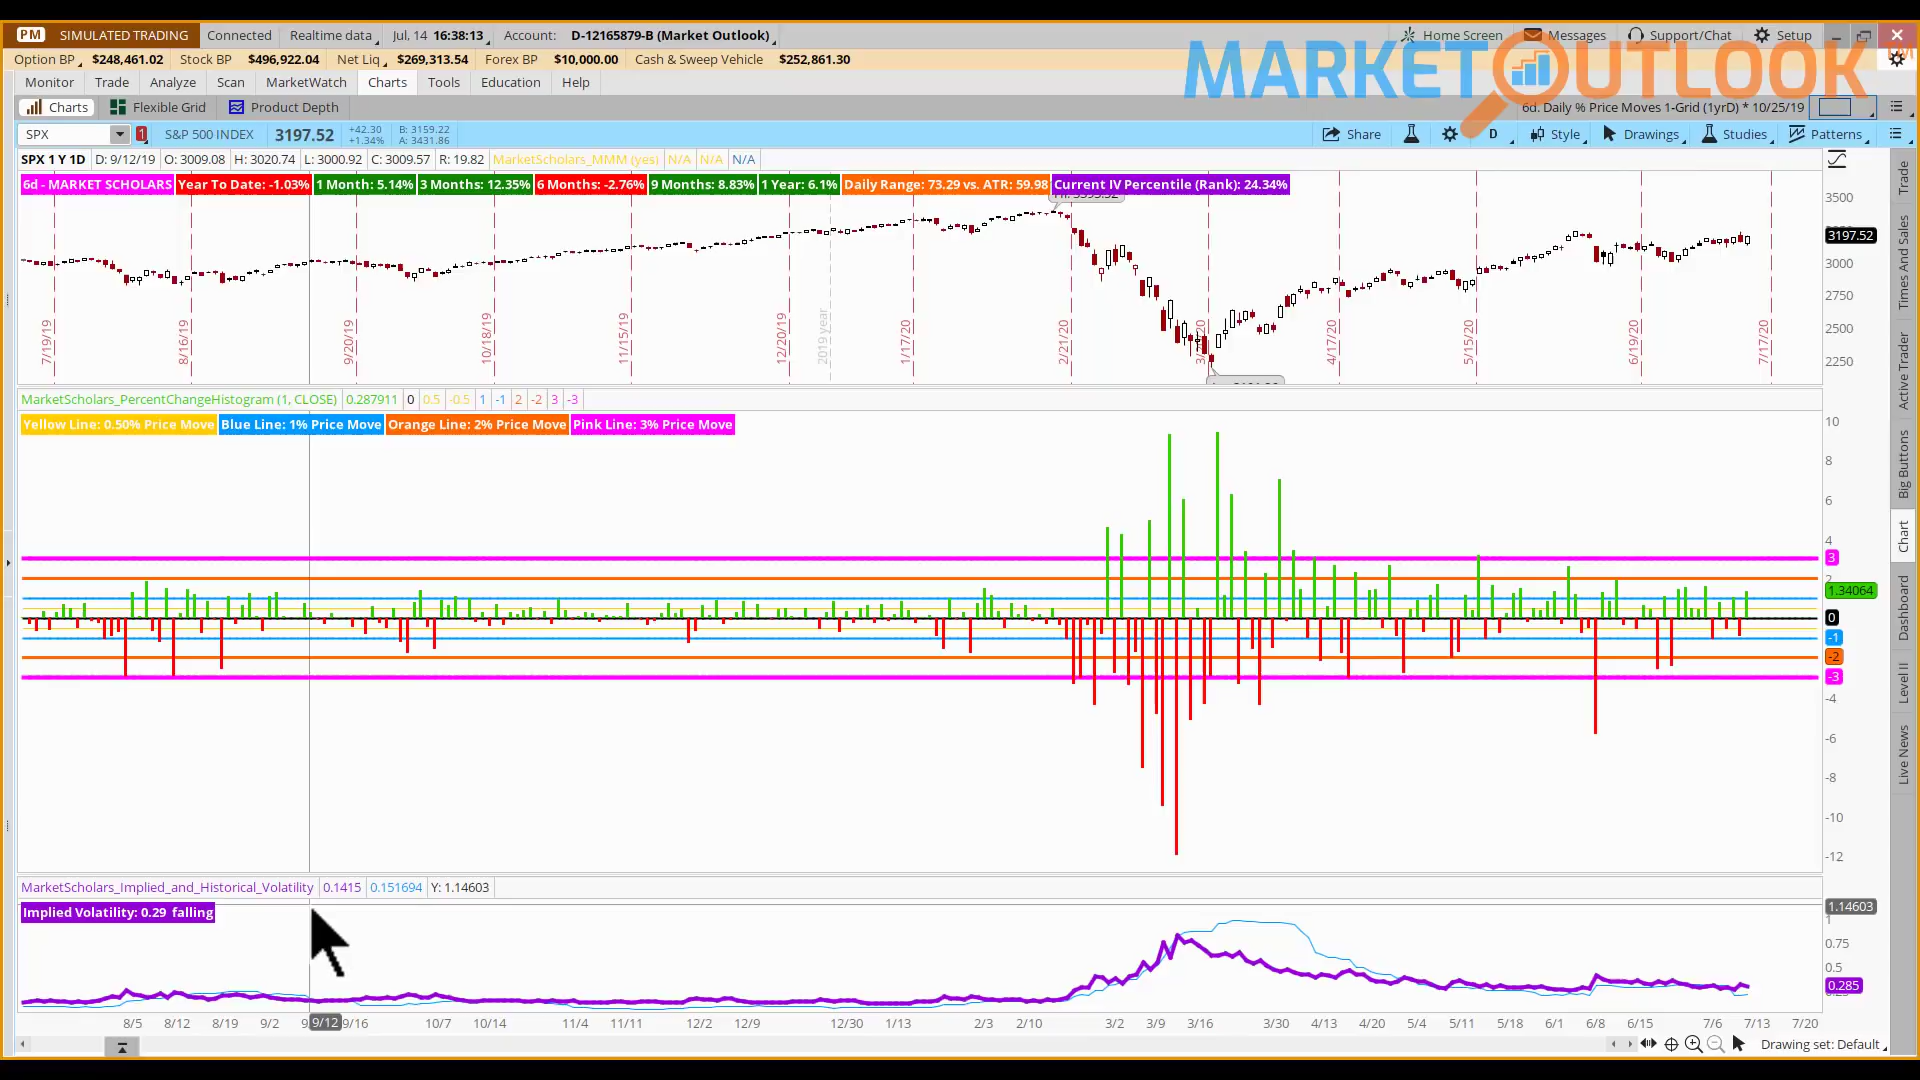 PM SIMULATED TRADING Connected Realtime data Jul, 14 16:38:13 Account: D-12165879-B (Market Outlook) Home Screen Messages Support/Chat Setup
Option BP $248,461.02 Stock BP $496,922.04 Net Liq $269,313.54 Forex BP $10,000.00 Cash & Sweep Vehicle $252,861.30
MARKET OUTLOOK
Monitor Trade Analyze Scan MarketWatch Charts Tools Education Help
Charts Flexible Grid Product Depth 6d. Daily % Price Moves 1-Grid (1yrD) * 10/25/19
SPX 1 S&P 500 INDEX 3197.52 +42.30 +1.34% B: 3159.22 A: 3431.86 Share D Style Drawings Studies Patterns
SPX 1 Y 1D D: 9/12/19 O: 3009.08 H: 3020.74 L: 3000.92 C: 3009.57 R: 19.82 MarketScholars_MMM (yes) N/A N/A N/A
6d - MARKET SCHOLARS Year To Date: -1.03% 1 Month: 5.14% 3 Months: 12.35% 6 Months: -2.76% 9 Months: 8.83% 1 Year: 6.1% Daily Range: 73.29 vs. ATR: 59.98 Current IV Percentile (Rank): 24.34%
3500
3197.52
3000
2750
2500
2250
7/19/19 8/16/19 9/20/19 10/18/19 11/15/19 12/20/19 2019 year 1/17/20 2/21/20 4/17/20 5/15/20 6/19/20 7/17/20
MarketScholars_PercentChangeHistogram (1, CLOSE) 0.287911 0 0.5 -0.5 1 -1 2 -2 3 -3
Yellow Line: 0.50% Price Move Blue Line: 1% Price Move Orange Line: 2% Price Move Pink Line: 3% Price Move
10
8
6
4
3
2
1.34064
0
-1
-2
-3
-4
-6
-8
-10
-12
MarketScholars_Implied_and_Historical_Volatility 0.1415 0.151694 Y: 1.14603
Implied Volatility: 0.29 falling
1.14603
1
0.75
0.5
0.285
8/5 8/12 8/19 9/2 9/12 9/16 10/7 10/14 11/4 11/11 12/2 12/9 12/30 1/13 2/3 2/10 3/2 3/9 3/16 3/30 4/13 4/20 5/4 5/11 5/18 6/1 6/8 6/15 7/6 7/13 7/20
Drawing set: Default
Trade
Times And Sales
Active Trader
Big Buttons
Chart
Dashboard
Level II
Live News